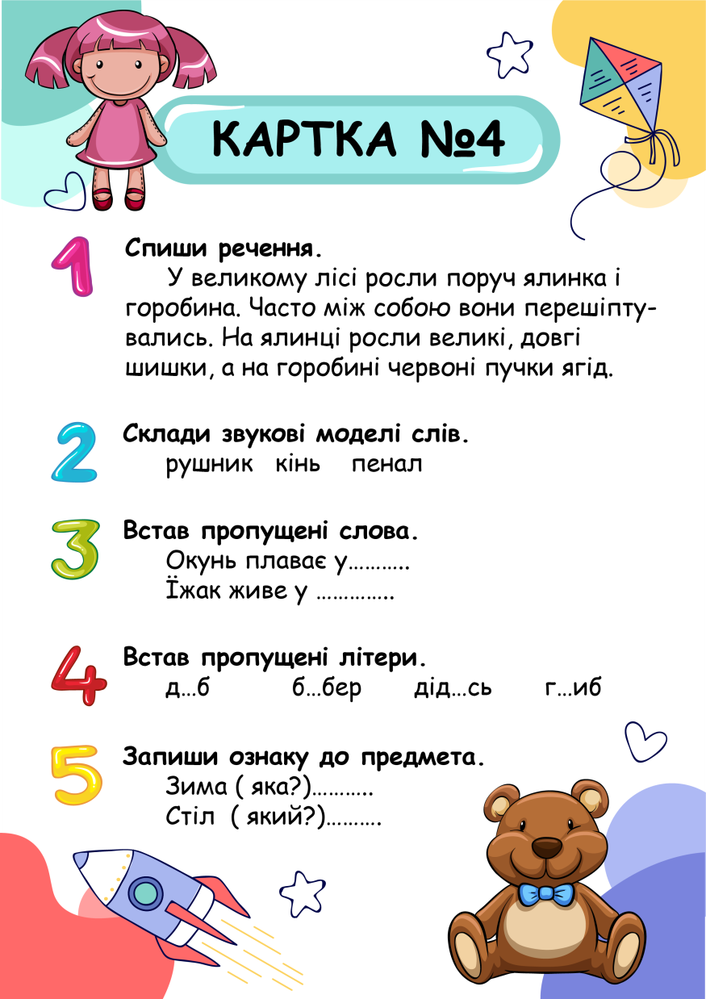 КАРТКА №4
1 Спиши речення.
У великому лісі росли поруч ялинка і
горобина. Часто між собою вони перешіпту-
вались. На ялинці росли великі, довгі
шишки, а на горобині червоні пучки ягід.
2 Склади звукові моделі слів.
рушник кінь пенал
3 Встав пропущені слова.
Окунь плаває у………..
Їжак живе у …………..
4 Встав пропущені літери.
д…б б…бер дід…сь г…иб
5 Запиши ознаку до предмета.
Зима ( яка?)………..
Стіл ( який?)……….